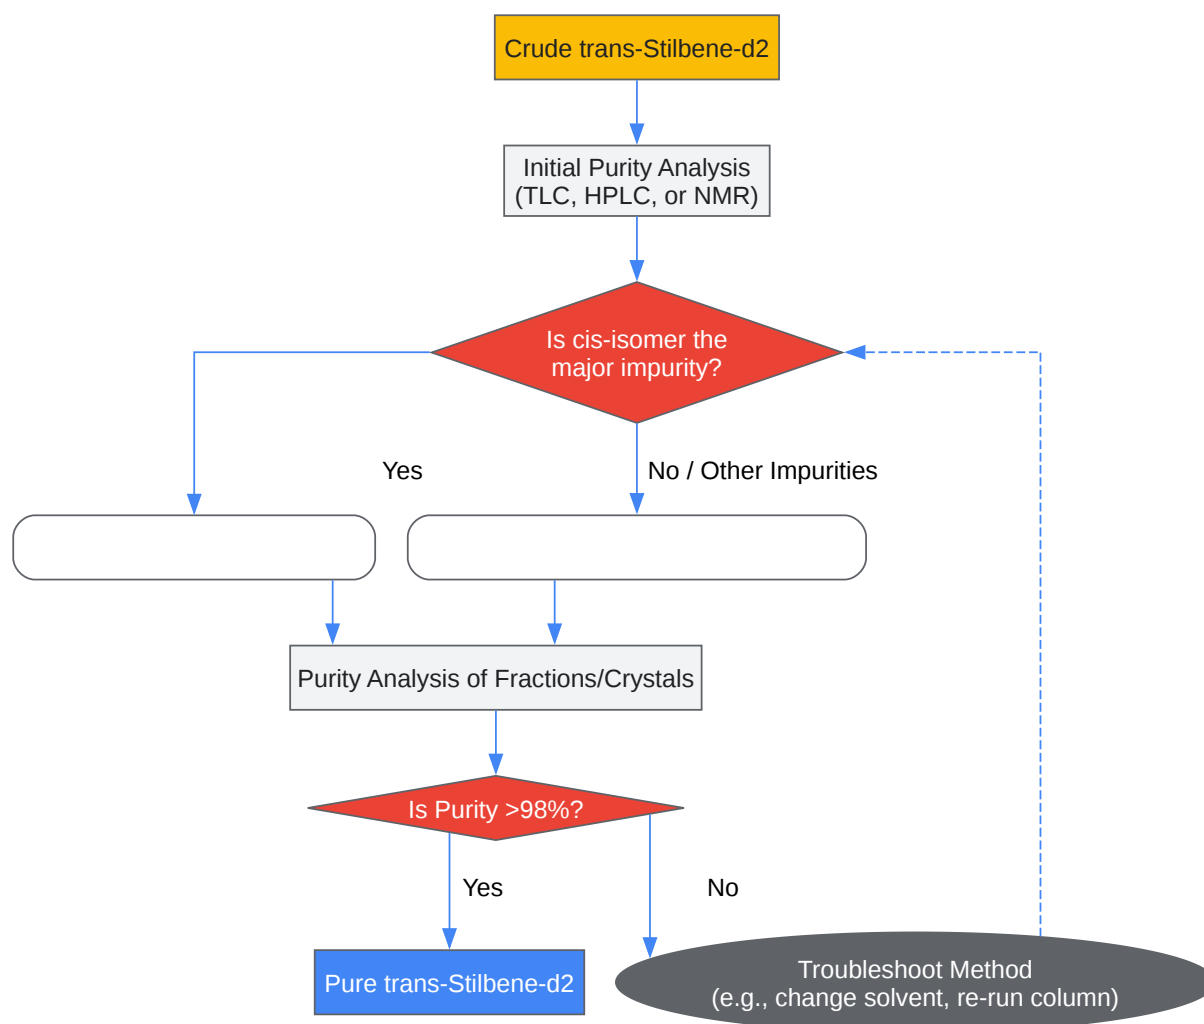 Crude trans-Stilbene-d2
Initial Purity Analysis
(TLC, HPLC, or NMR)
Is cis-isomer the
major impurity?
Yes
No / Other Impurities
Purity Analysis of Fractions/Crystals
Is Purity >98%?
Yes
No
Pure trans-Stilbene-d2
Troubleshoot Method
(e.g., change solvent, re-run column)